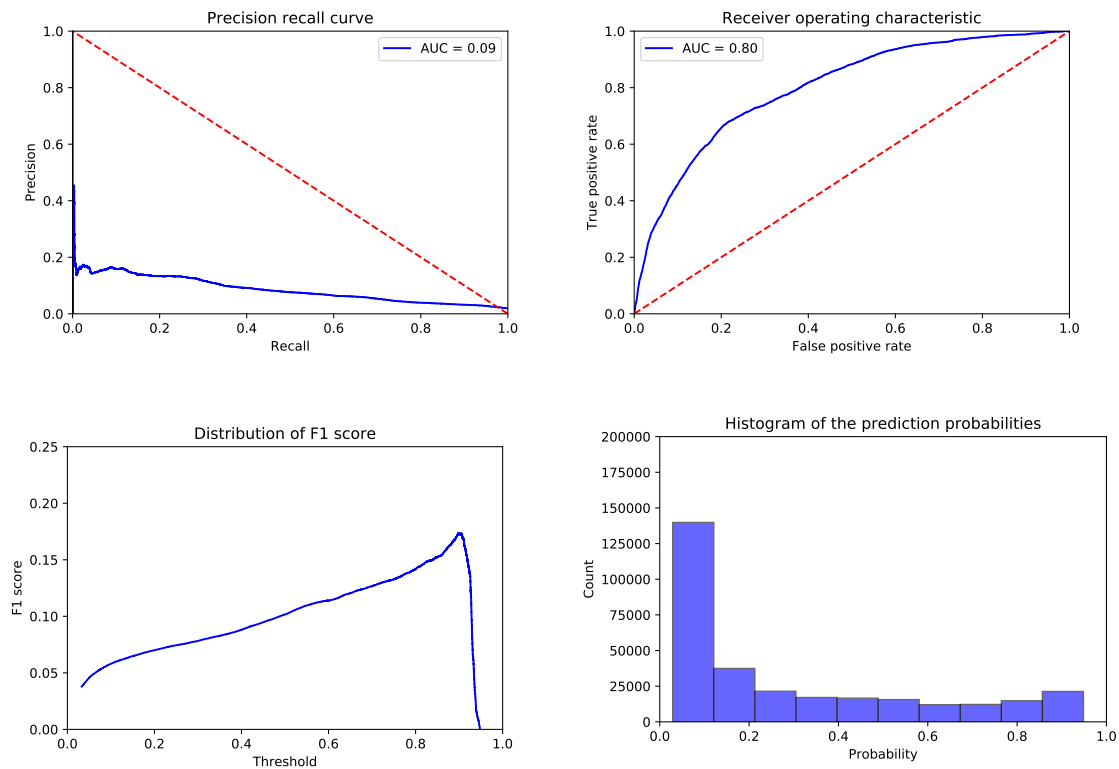 Precision recall curve
1.0
0.8
0.6
0.4
0.2
0.0
Precision
AUC = 0.09
0.0 0.2 0.4 0.6 0.8 1.0
Recall
Receiver operating characteristic
1.0
0.8
0.6
0.4
0.2
0.0
True positive rate
AUC = 0.80
0.0 0.2 0.4 0.6 0.8 1.0
False positive rate
Distribution of F1 score
0.25
0.20
0.15
0.10
0.05
0.00
F1 score
0.0 0.2 0.4 0.6 0.8 1.0
Threshold
Histogram of the prediction probabilities
200000
175000
150000
125000
100000
75000
50000
25000
0
Count
0.0 0.2 0.4 0.6 0.8 1.0
Probability